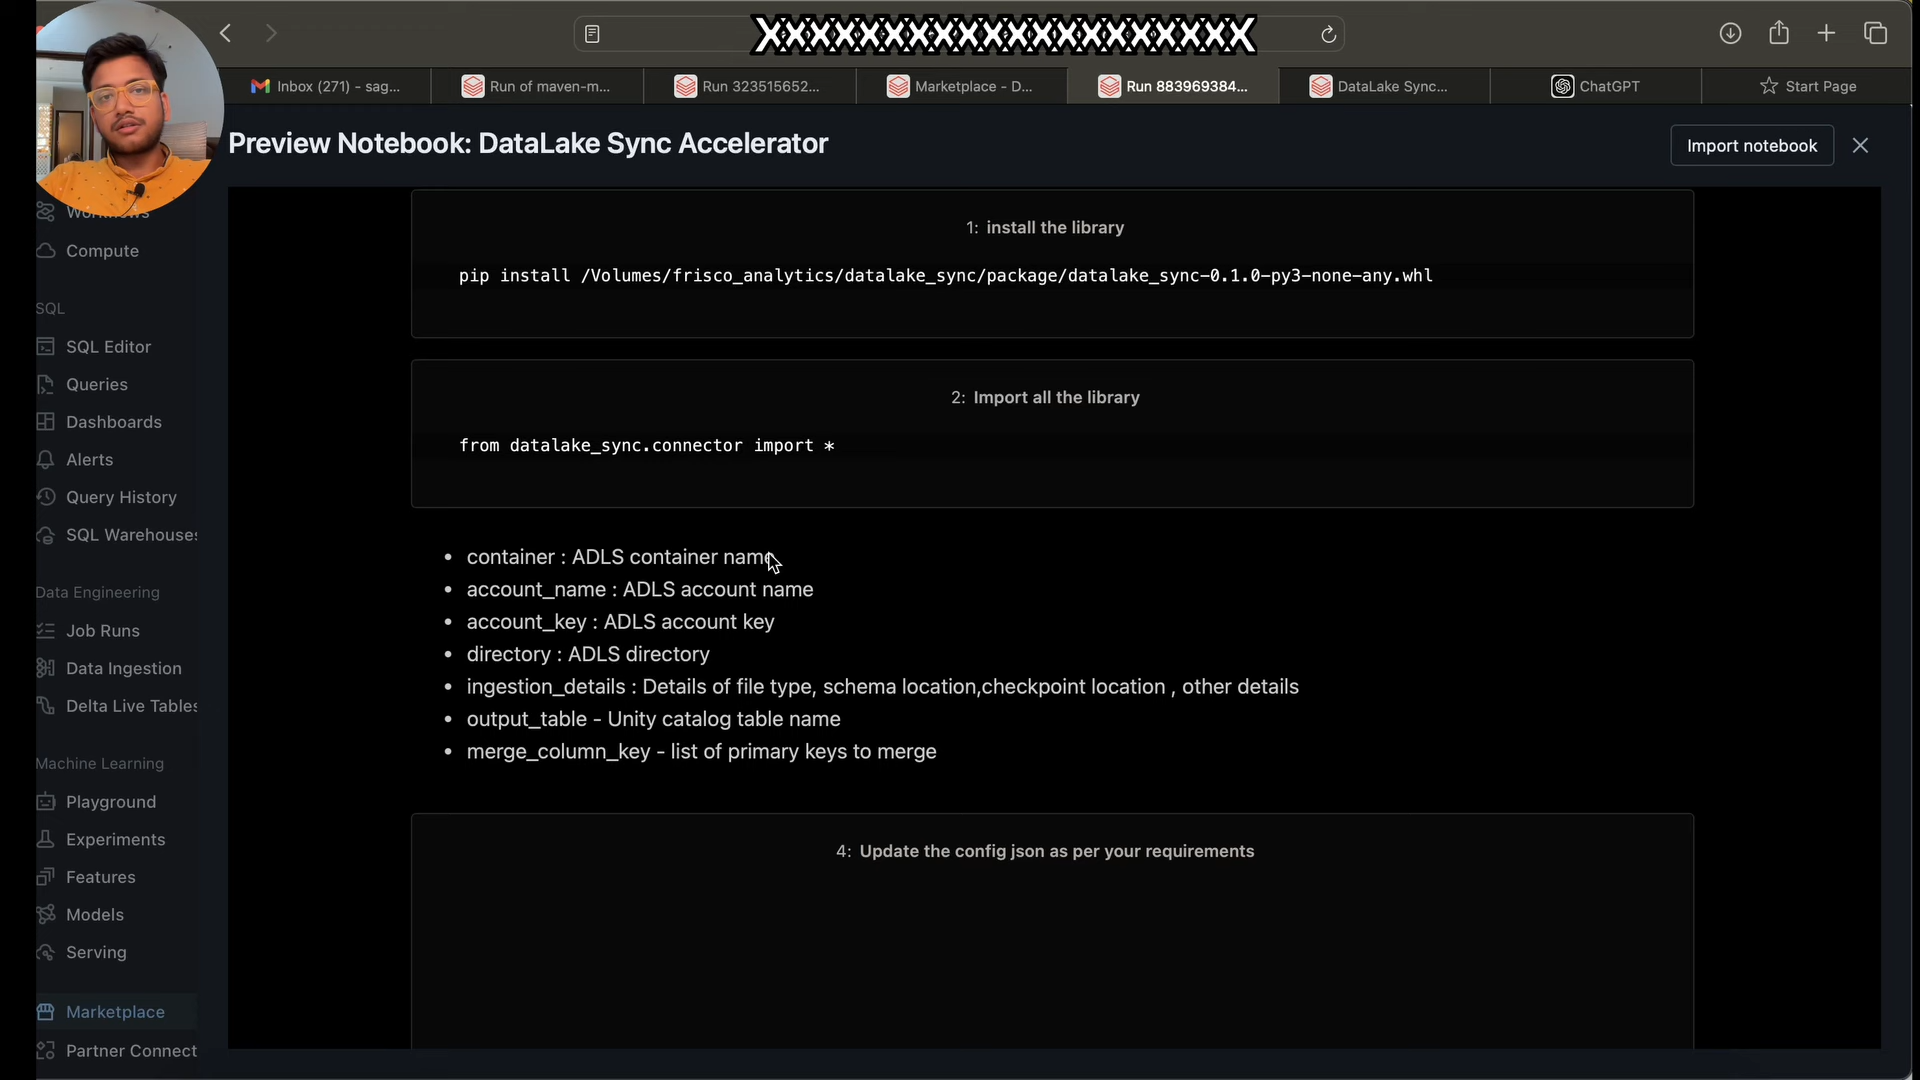 XXXXXXXXXXXXXXXXXXXXX
Inbox (271) - sag...
Run of maven-m...
Run 323515652...
Marketplace - D...
Run 883969384...
DataLake Sync...
ChatGPT
Start Page
Preview Notebook: DataLake Sync Accelerator
Import notebook
Workflows
Compute
SQL
SQL Editor
Queries
Dashboards
Alerts
Query History
SQL Warehouses
Data Engineering
Job Runs
Data Ingestion
Delta Live Tables
Machine Learning
Playground
Experiments
Features
Models
Serving
Marketplace
Partner Connect
1: install the library
pip install /Volumes/frisco_analytics/datalake_sync/package/datalake_sync-0.1.0-py3-none-any.whl
2: Import all the library
from datalake_sync.connector import *
• container : ADLS container name
• account_name : ADLS account name
• account_key : ADLS account key
• directory : ADLS directory
• ingestion_details : Details of file type, schema location,checkpoint location , other details
• output_table - Unity catalog table name
• merge_column_key - list of primary keys to merge
4: Update the config json as per your requirements